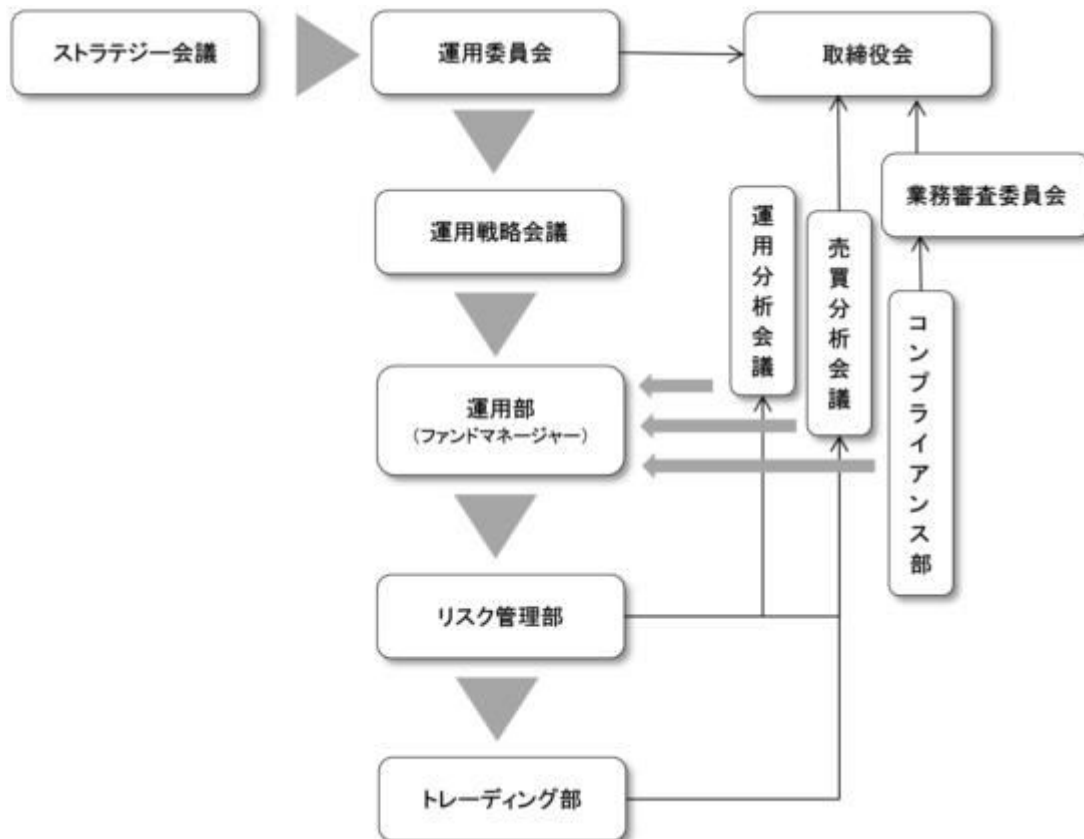 ストラテジー会議
運用委員会
取締役会
業務審査委員会
運用戦略会議
運用分析会議
売買分析会議
コンプライアンス部
運用部
(ファンドマネージャー)
リスク管理部
トレーディング部